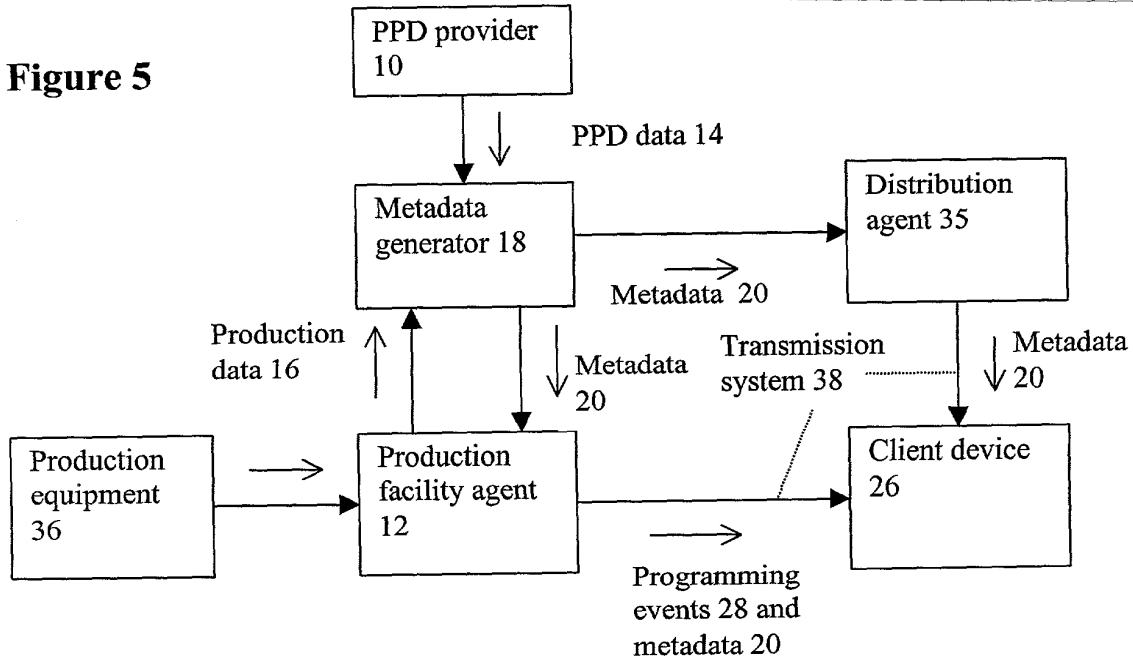 Figure 5
PPD provider
10
PPD data 14
Metadata
generator 18
Distribution
agent 35
Metadata 20
Production
data 16
Metadata
20
Transmission
system 38
Metadata
20
Production
equipment
36
Production
facility agent
12
Client device
26
Programming
events 28 and
metadata 20